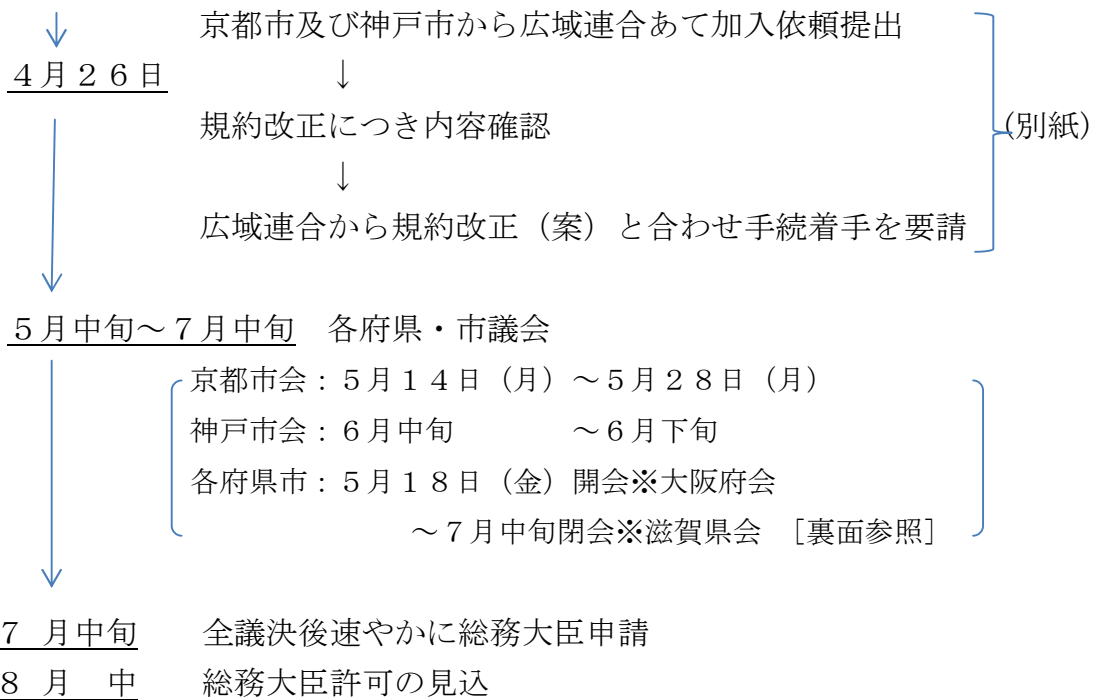 京都市及び神戸市から広域連合あて加入依頼提出
４月２６日 ↓
規約改正につき内容確認 (別紙)
↓
広域連合から規約改正（案）と合わせ手続着手を要請
５月中旬～７月中旬 各府県・市議会
京都市会：５月１４日（月）～５月２８日（月）
神戸市会：６月中旬 ～６月下旬
各府県市：５月１８日（金）開会※大阪府会
～７月中旬閉会※滋賀県会 ［裏面参照］
７ 月中旬 全議決後速やかに総務大臣申請
８ 月 中 総務大臣許可の見込